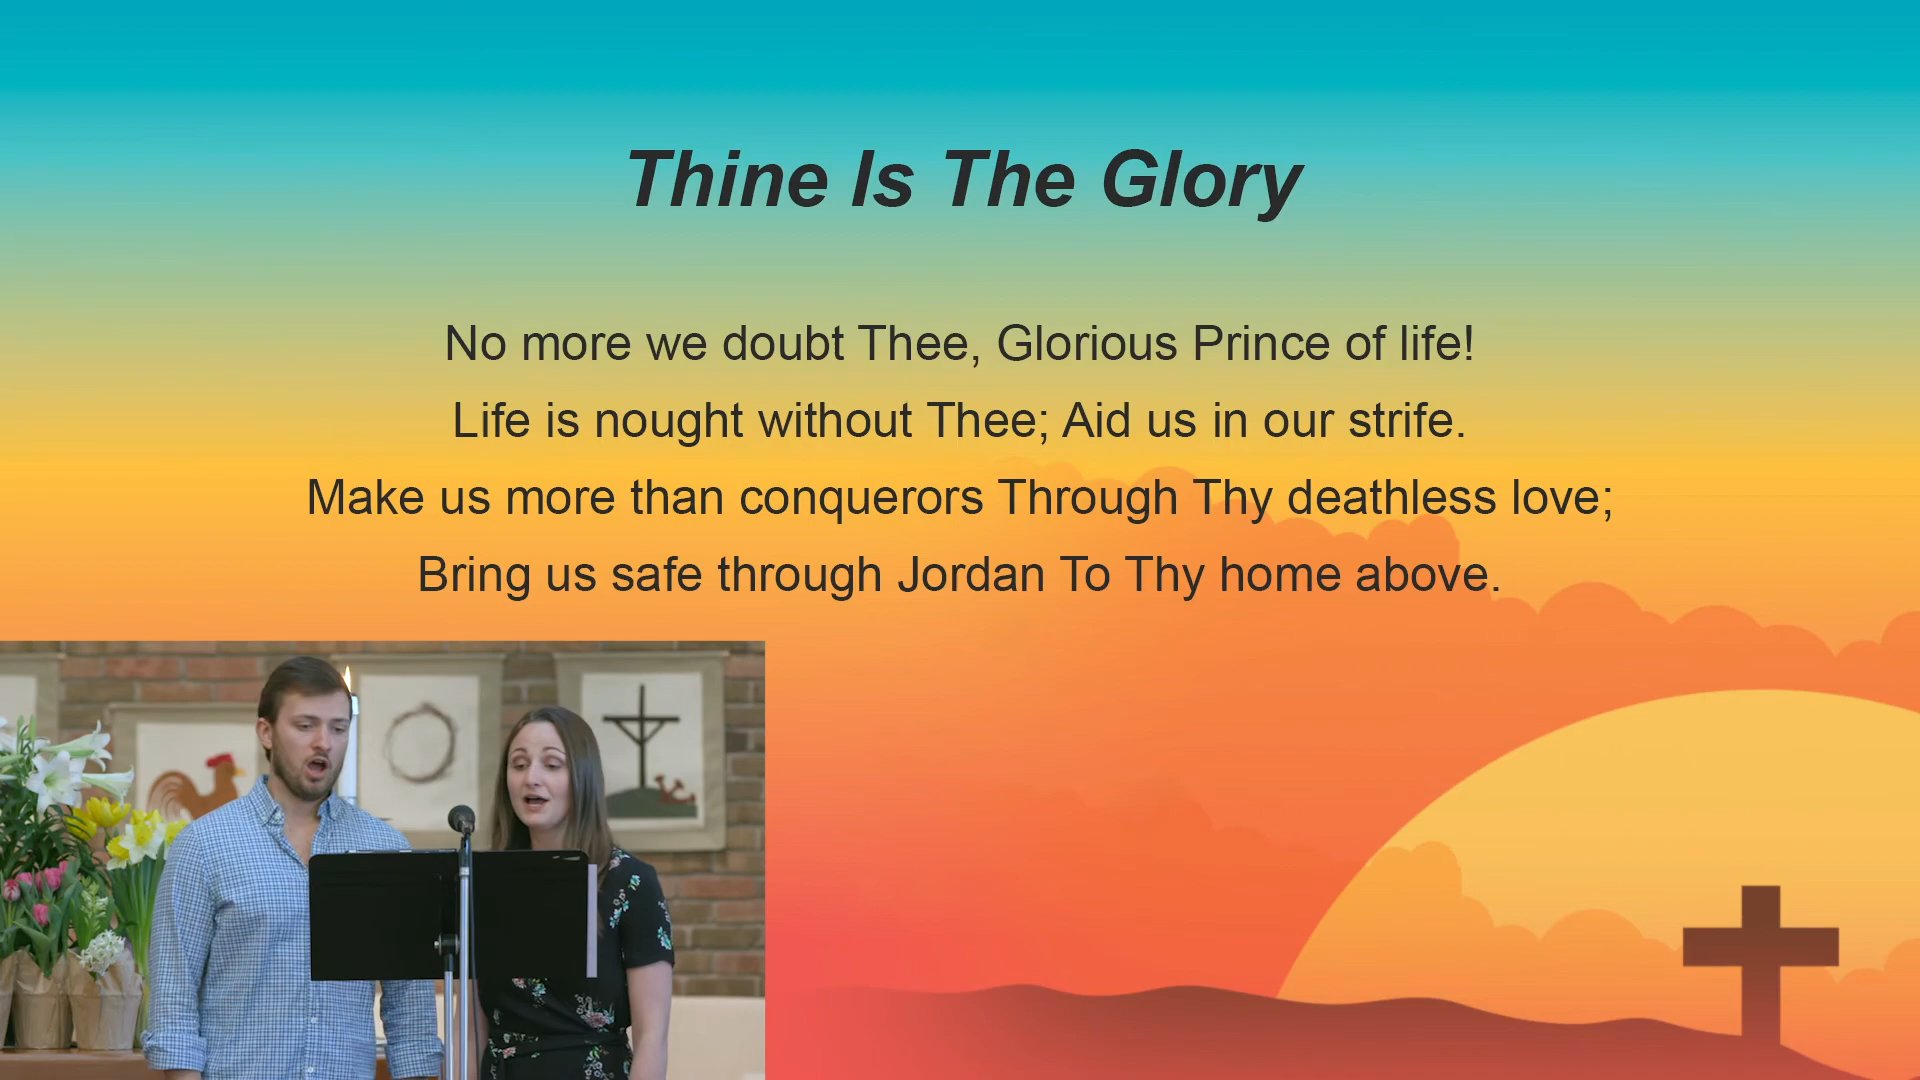 Thine Is The Glory
No more we doubt Thee, Glorious Prince of life!
Life is nought without Thee; Aid us in our strife.
Make us more than conquerors Through Thy deathless love;
Bring us safe through Jordan To Thy home above.